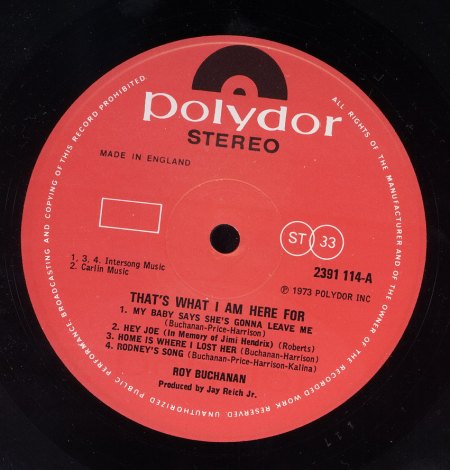 polydor
STEREO
MADE IN ENGLAND
ST 33
1, 3, 4. Intersong Music
2. Carlin Music
2391 114-A
℗ 1973 POLYDOR INC
THAT'S WHAT I AM HERE FOR
1. MY BABY SAYS SHE'S GONNA LEAVE ME
(Buchanan-Price-Harrison)
2. HEY JOE (In Memory of Jimi Hendrix) (Roberts)
3. HOME IS WHERE I LOST HER (Buchanan-Harrison)
4. RODNEY'S SONG (Buchanan-Price-Harrison-Kalina)
ROY BUCHANAN
Produced by Jay Reich Jr.
ALL RIGHTS OF THE MANUFACTURER AND OF THE OWNER OF THE RECORDED WORK RESERVED. UNAUTHORIZED PUBLIC PERFORMANCE BROADCASTING AND COPYING OF THIS RECORD PROHIBITED.